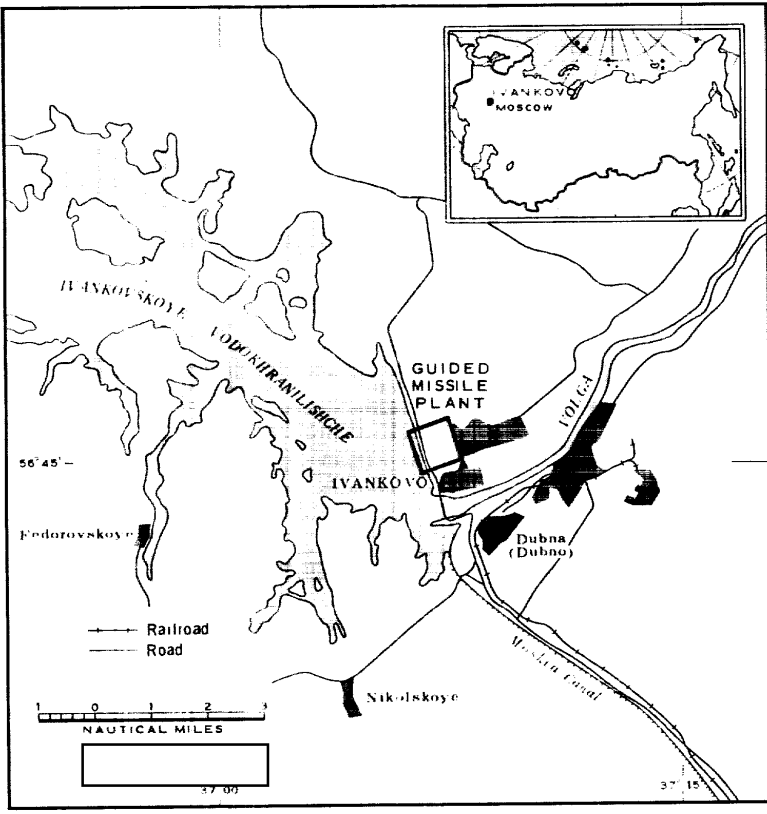 IVANKOVO
MOSCOW
IVANKOVSKOYE VODOKHRANILISHCHE
GUIDED
MISSILE
PLANT
VOLGA
56°45'
IVANKOVO
Fedorovskoye
Dubna
(Dubno)
Railroad
Road
Moskva Canal
Nikolskoye
1 0 1 2 3
NAUTICAL MILES
37 00
37 15'